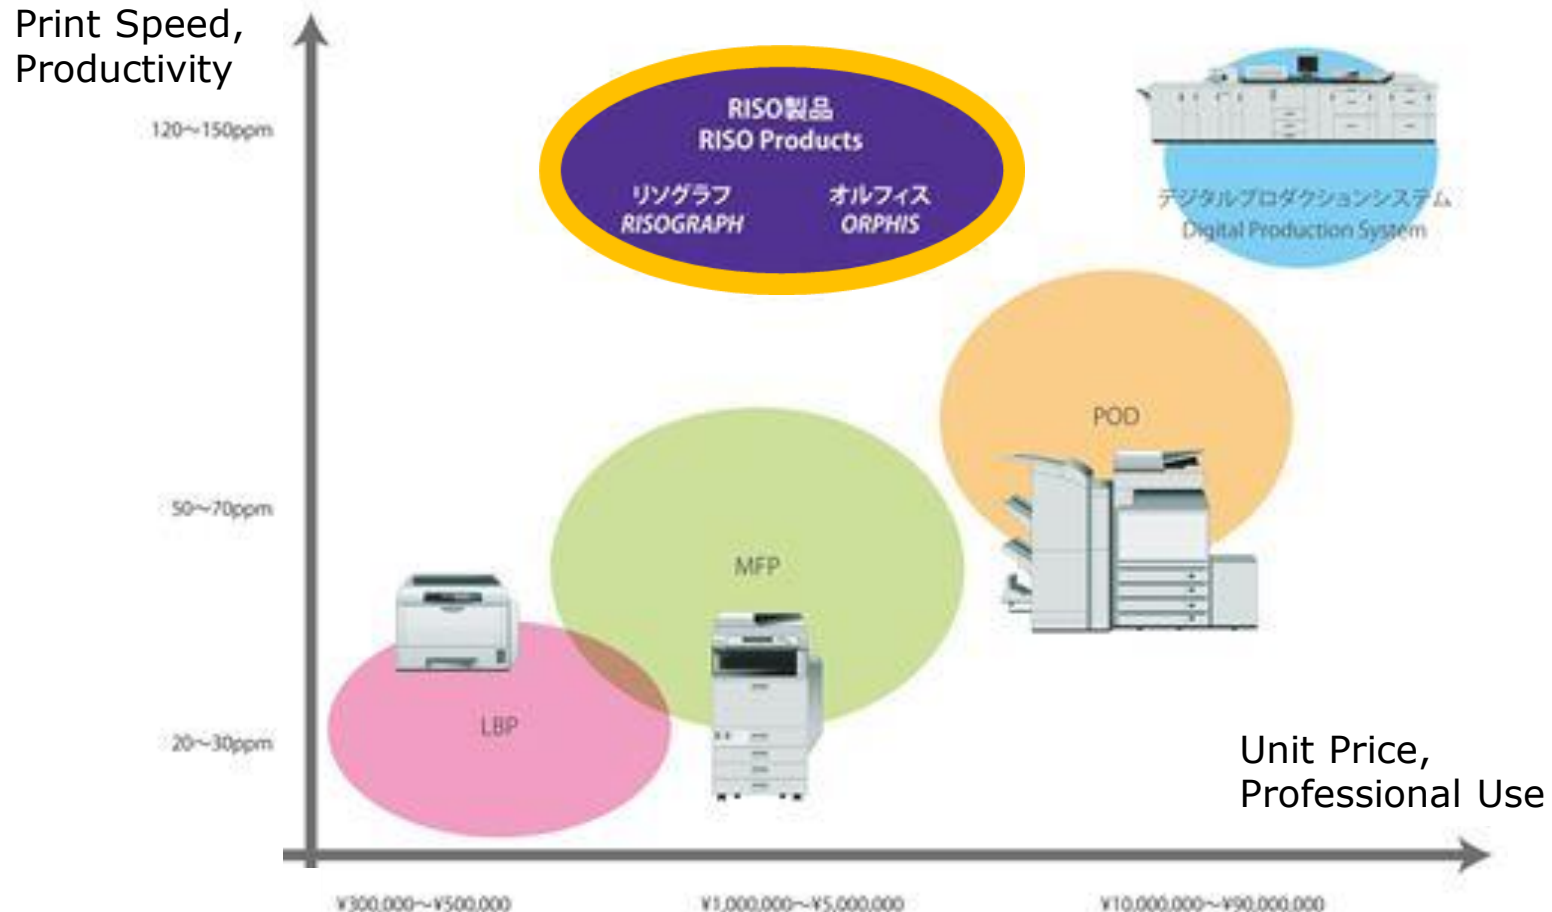 Print Speed,
Productivity
120～150ppm
RISO製品
RISO Products
リソグラフ
RISOGRAPH
オルフィス
ORPHIS
デジタルプロダクションシステム
Digital Production System
POD
50～70ppm
MFP
LBP
20～30ppm
Unit Price,
Professional Use
¥300,000～¥500,000
¥1,000,000～¥5,000,000
¥10,000,000～¥90,000,000